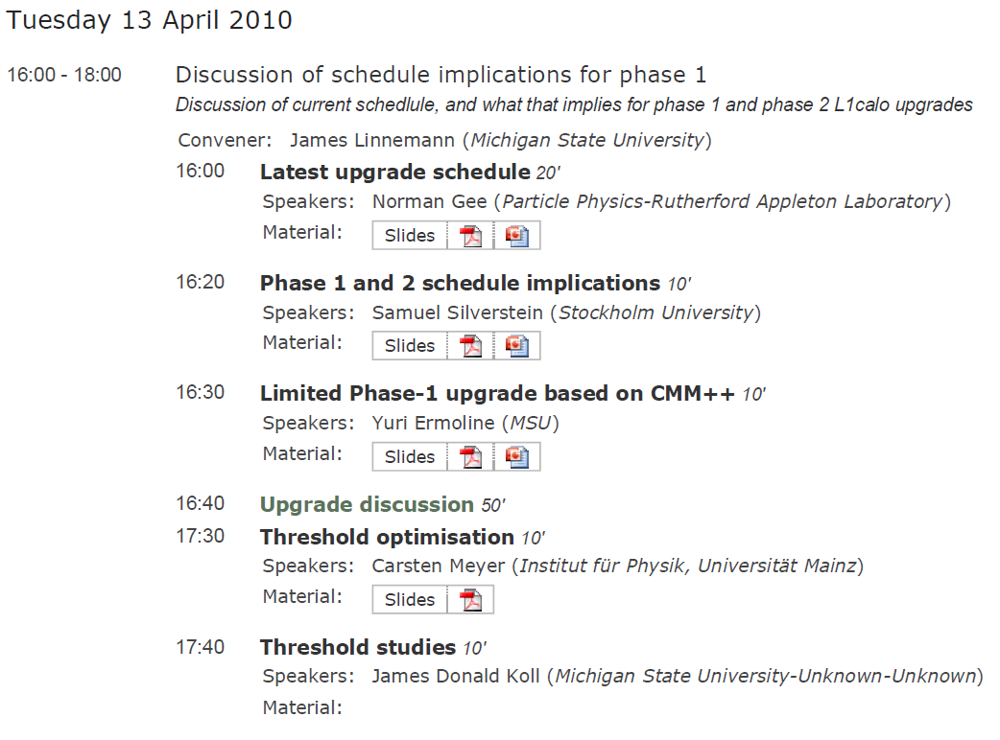 Tuesday 13 April 2010
16:00 - 18:00 Discussion of schedule implications for phase 1
Discussion of current schedlule, and what that implies for phase 1 and phase 2 L1calo upgrades
Convener: James Linnemann (Michigan State University)
16:00 Latest upgrade schedule 20'
Speakers: Norman Gee (Particle Physics-Rutherford Appleton Laboratory)
Material: Slides
16:20 Phase 1 and 2 schedule implications 10'
Speakers: Samuel Silverstein (Stockholm University)
Material: Slides
16:30 Limited Phase-1 upgrade based on CMM++ 10'
Speakers: Yuri Ermoline (MSU)
Material: Slides
16:40 Upgrade discussion 50'
17:30 Threshold optimisation 10'
Speakers: Carsten Meyer (Institut für Physik, Universität Mainz)
Material: Slides
17:40 Threshold studies 10'
Speakers: James Donald Koll (Michigan State University-Unknown-Unknown)
Material: